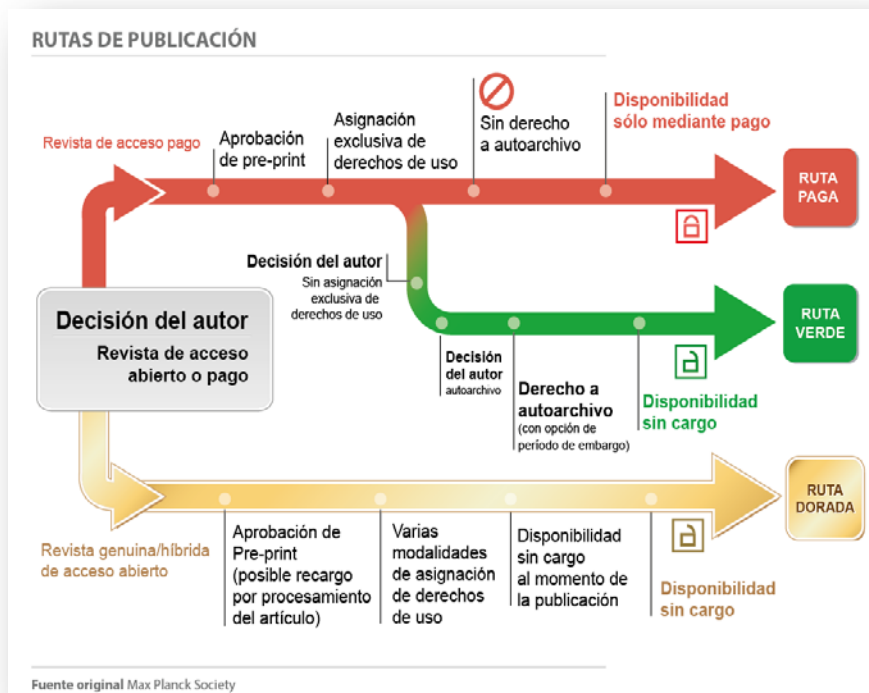 RUTAS DE PUBLICACIÓN
Revista de acceso pago
Aprobación
de pre-print
Asignación
exclusiva de
derechos de uso
Sin derecho
a autoarchivo
Disponibilidad
sólo mediante pago
RUTA
PAGA
Decisión del autor
Sin asignación
exclusiva de
derechos de uso
Decisión del autor
Revista de acceso
abierto o pago
Decisión
del autor
autoarchivo
Derecho a
autoarchivo
(con opción de
período de embargo)
Disponibilidad
sin cargo
RUTA
VERDE
Revista genuina/híbrida
de acceso abierto
Aprobación de
Pre-print
(posible recargo
por procesamiento
del artículo)
Varias
modalidades
de asignación
de derechos
de uso
Disponibilidad
sin cargo
al momento de
la publicación
Disponibilidad
sin cargo
RUTA
DORADA
Fuente original Max Planck Society